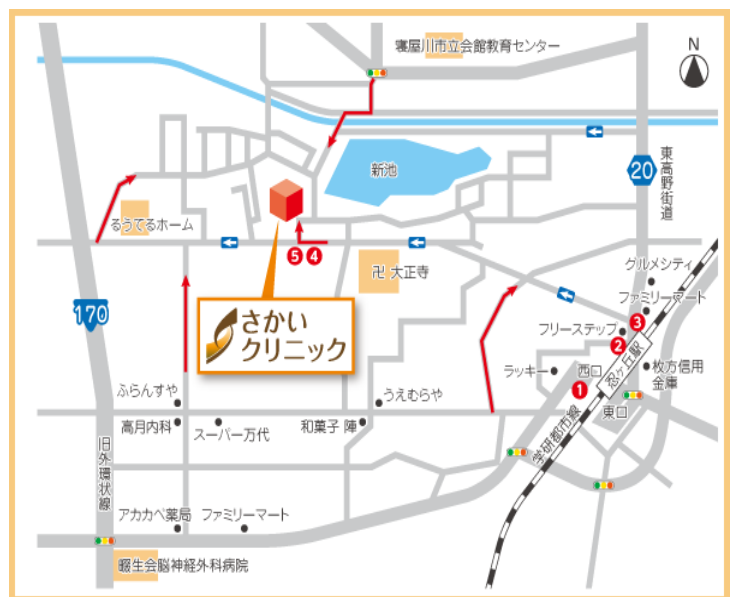 寝屋川市立会館教育センター
N
新池
20
東高野街道
るうてるホーム
グルメシティ
卍 大正寺
ファミリーマート
5 4
170
さかい
クリニック
フリーステップ
3
2
忍ヶ丘駅
ラッキー
西口
枚方信用
金庫
1
ふらんすや
うえむらや
東口
高月内科
スーパー万代
和菓子 陣
学研都市線
旧外環状線
アカカベ薬局
ファミリーマート
畷生会脳神経外科病院